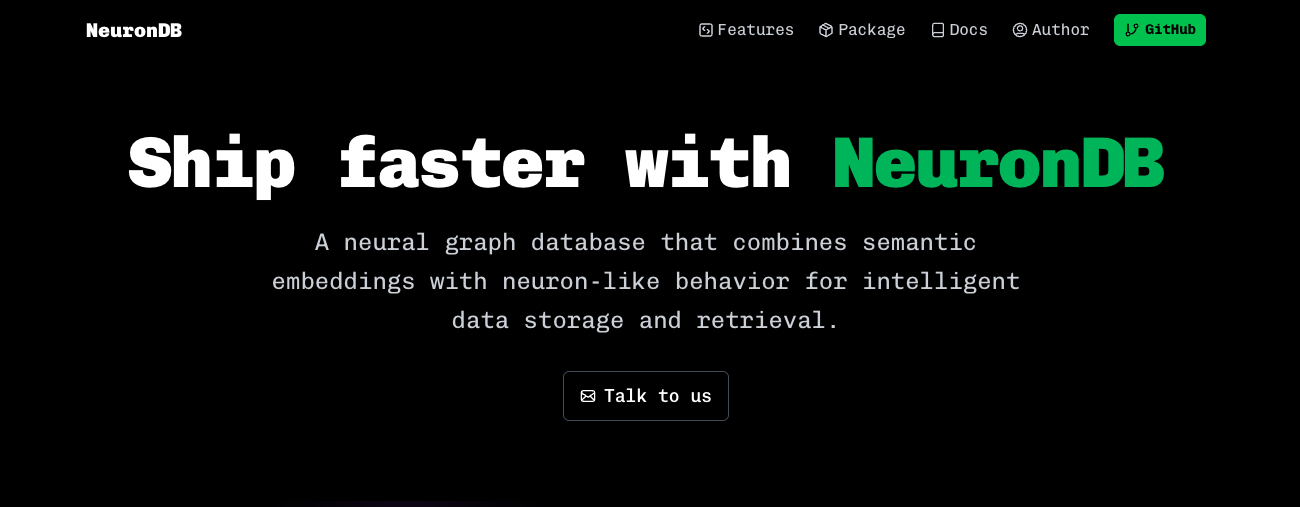 NeuronDB
Features
Package
Docs
Author
GitHub
Ship faster with NeuronDB
A neural graph database that combines semantic
embeddings with neuron-like behavior for intelligent
data storage and retrieval.
Talk to us